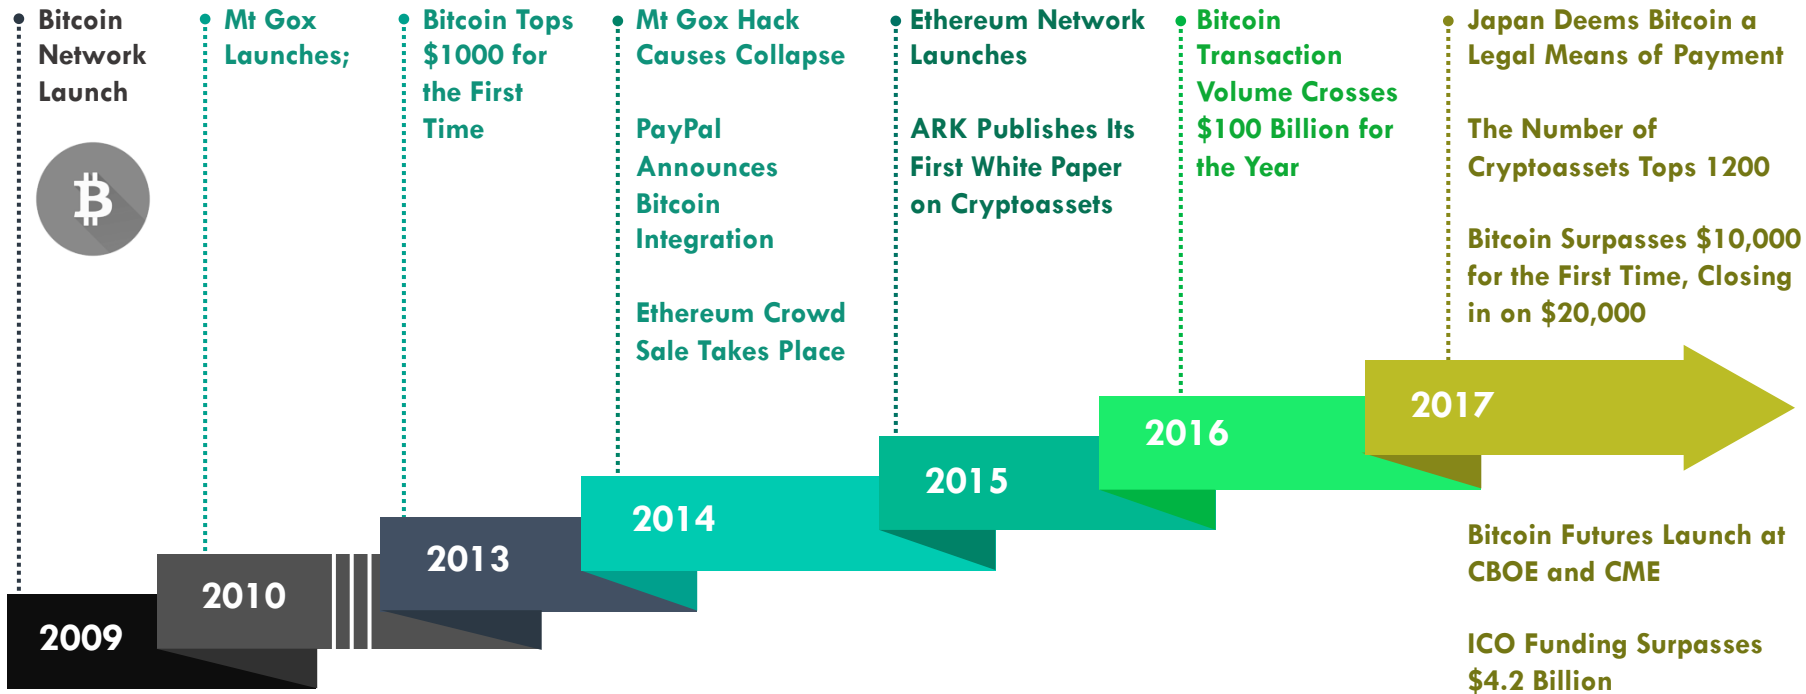 Bitcoin
Network
Launch
Mt Gox
Launches;
Bitcoin Tops
$1000 for
the First
Time
Mt Gox Hack
Causes Collapse
PayPal
Announces
Bitcoin
Integration
Ethereum Crowd
Sale Takes Place
Ethereum Network
Launches
ARK Publishes Its
First White Paper
on Cryptoassets
Bitcoin
Transaction
Volume Crosses
$100 Billion for
the Year
Japan Deems Bitcoin a
Legal Means of Payment
The Number of
Cryptoassets Tops 1200
Bitcoin Surpasses $10,000
for the First Time, Closing
in on $20,000
2009
2010
2013
2014
2015
2016
2017
Bitcoin Futures Launch at
CBOE and CME
ICO Funding Surpasses
$4.2 Billion